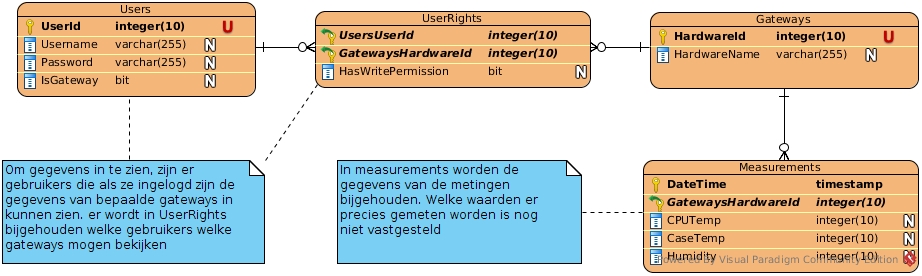 Users
UserId integer(10) U
Username varchar(255) N
Password varchar(255) N
IsGateway bit N
UserRights
UsersUserId integer(10)
GatewaysHardwareId integer(10)
HasWritePermission bit N
Gateways
HardwareId integer(10) U
HardwareName varchar(255) N
Om gegevens in te zien, zijn er
gebruikers die als ze ingelogd zijn de
gegevens van bepaalde gateways in
kunnen zien. er wordt in UserRights
bijgehouden welke gebruikers welke
gateways mogen bekijken
In measurements worden de
gegevens van de metingen
bijgehouden. Welke waarden er
precies gemeten worden is nog
niet vastgesteld
Measurements
DateTime timestamp
GatewaysHardwareId integer(10)
CPUTemp integer(10) N
CaseTemp integer(10) N
Humidity integer(10) N
Powered By Visual Paradigm Community Edition